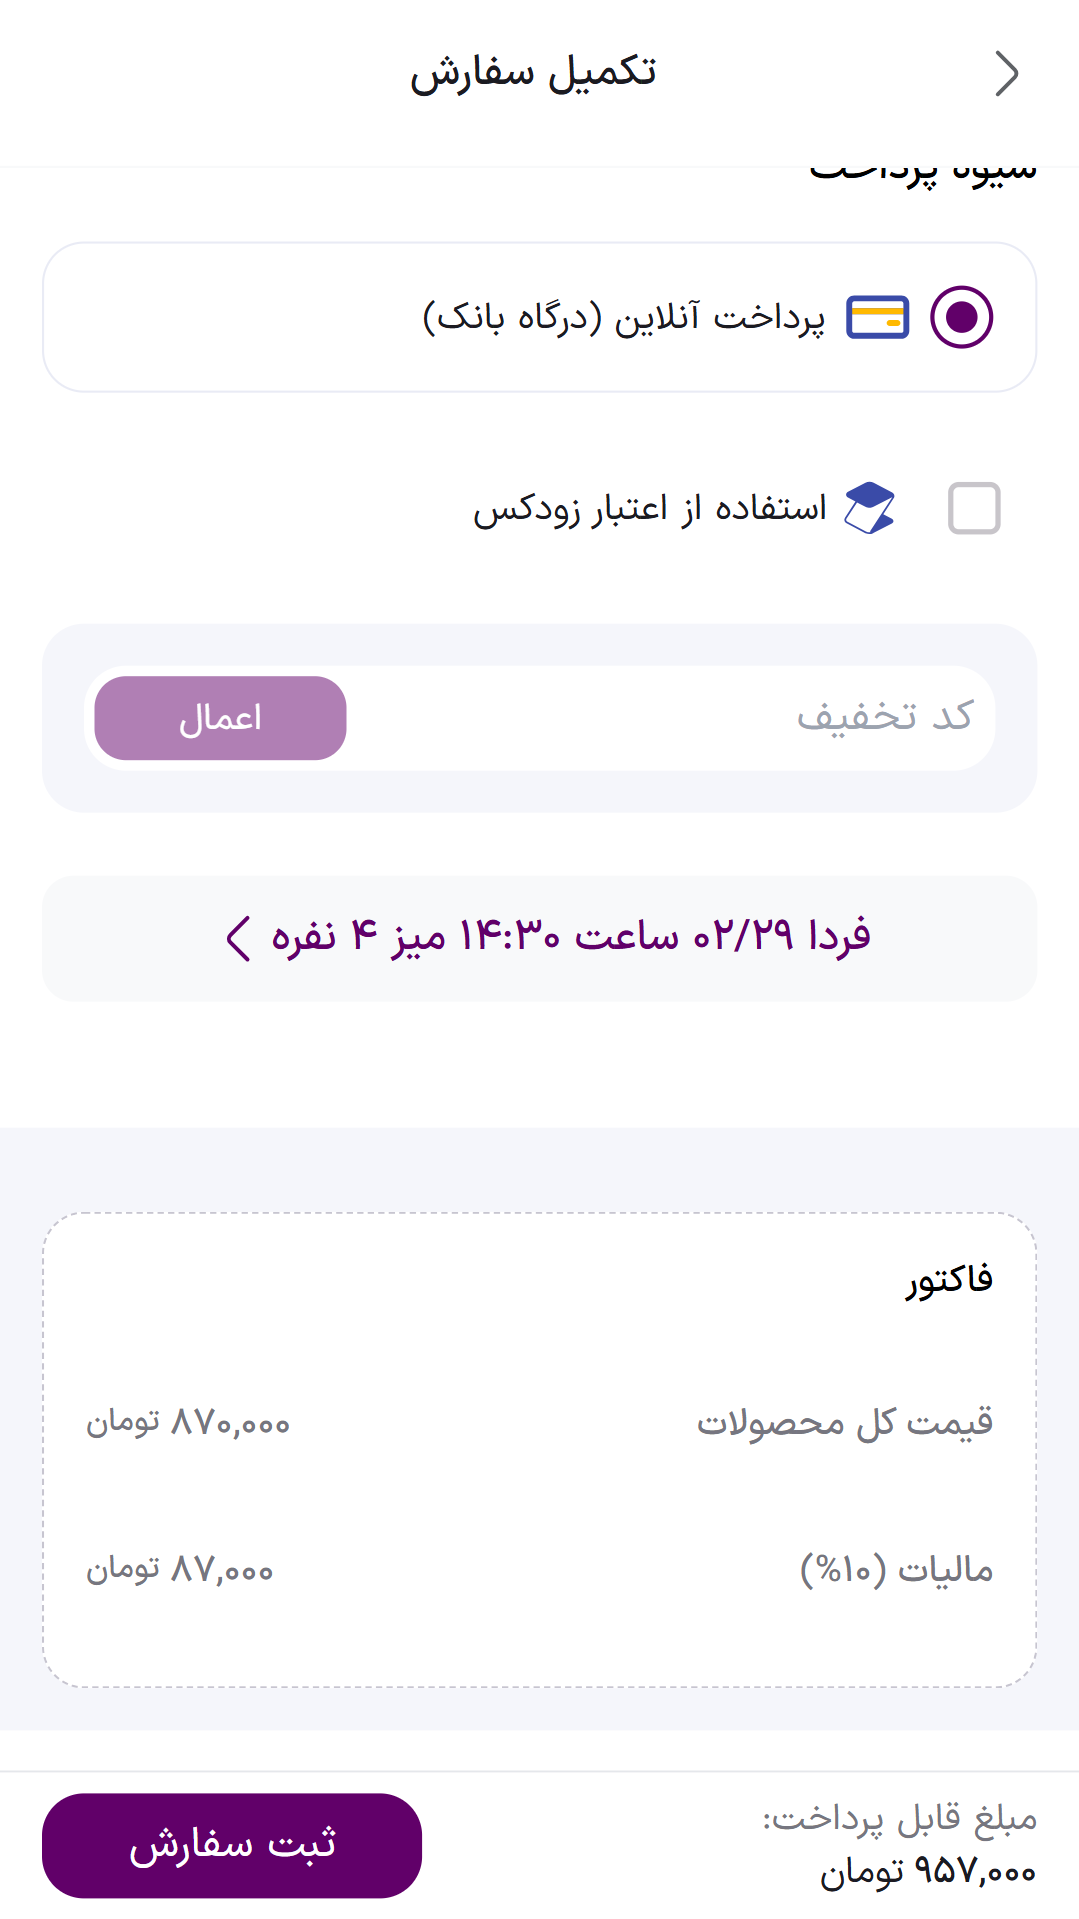 تکمیل سفارش
شیوه پرداخت
پرداخت آنلاین (درگاه بانک)
استفاده از اعتبار زودکس
کد تخفیف
اعمال
فردا ۰۲/۲۹ ساعت ۱۴:۳۰ میز ۴ نفره
فاکتور
قیمت کل محصولات
۸۷۰,۰۰۰ تومان
مالیات (۱۰%)
۸۷,۰۰۰ تومان
مبلغ قابل پرداخت:
۹۵۷,۰۰۰ تومان
ثبت سفارش